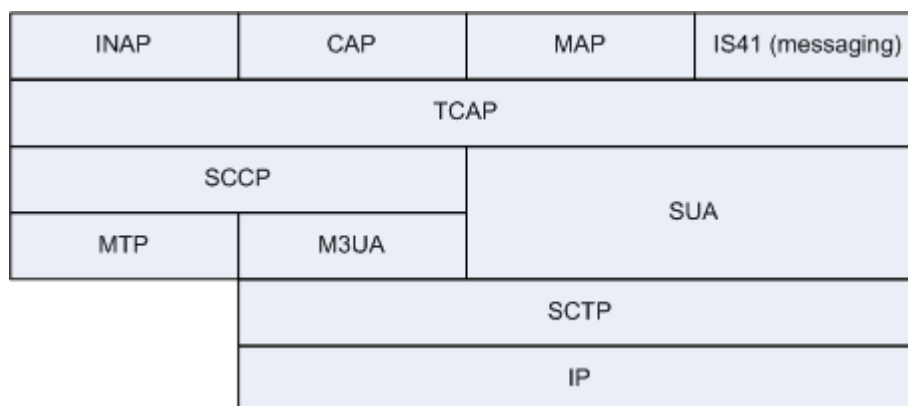 INAP CAP MAP IS41 (messaging)
TCAP
SCCP
SUA
MTP M3UA
SCTP
IP